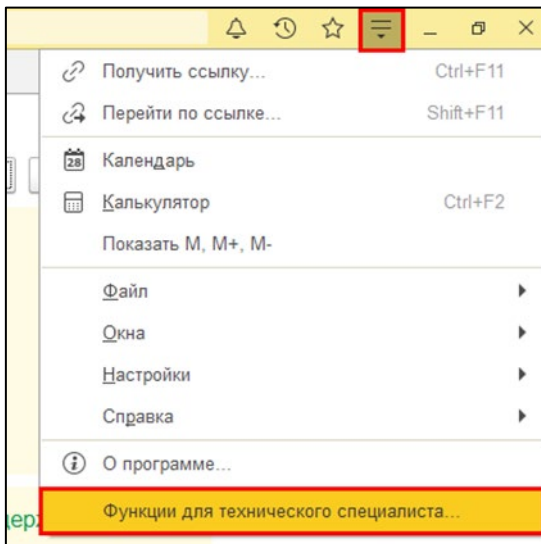 Получить ссылку... Ctrl+F11
Перейти по ссылке... Shift+F11
28 Календарь
Калькулятор Ctrl+F2
Показать M, M+, M-
Файл
Окна
Настройки
Справка
О программе...
Функции для технического специалиста...